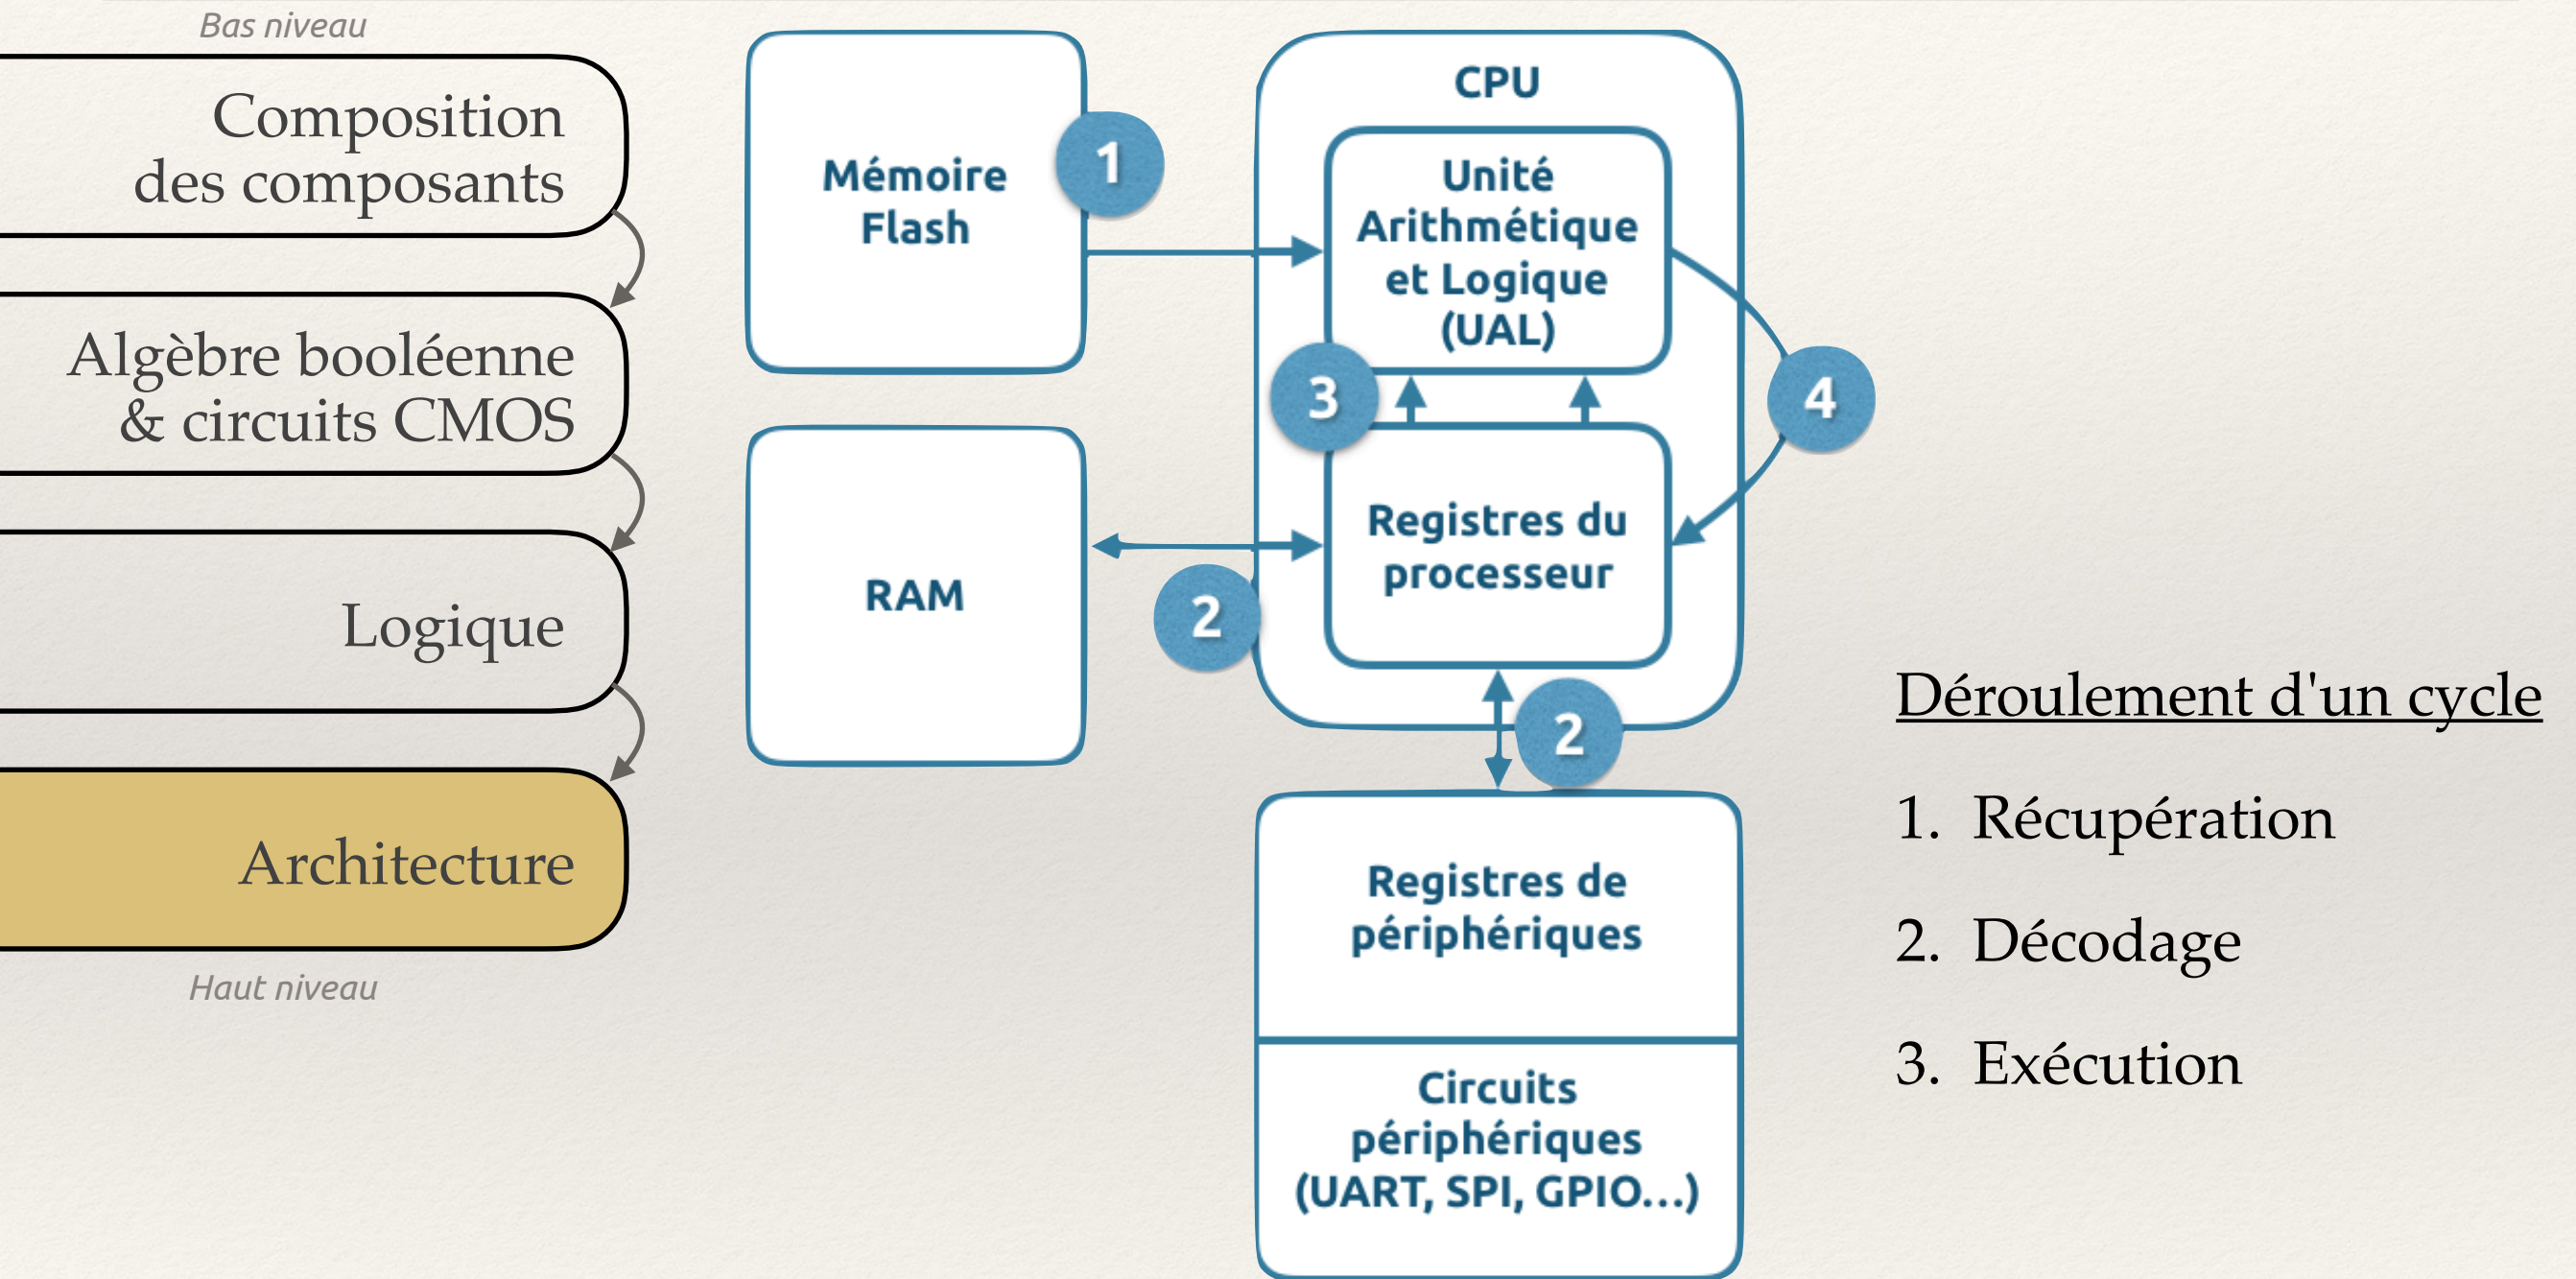 Bas niveau
Composition
des composants
Algèbre booléenne
& circuits CMOS
Logique
Architecture
Haut niveau
Mémoire
Flash
1
RAM
2
CPU
Unité
Arithmétique
et Logique
(UAL)
3
4
Registres du
processeur
2
Registres de
périphériques
Circuits
périphériques
(UART, SPI, GPIO…)
Déroulement d'un cycle
1. Récupération
2. Décodage
3. Exécution